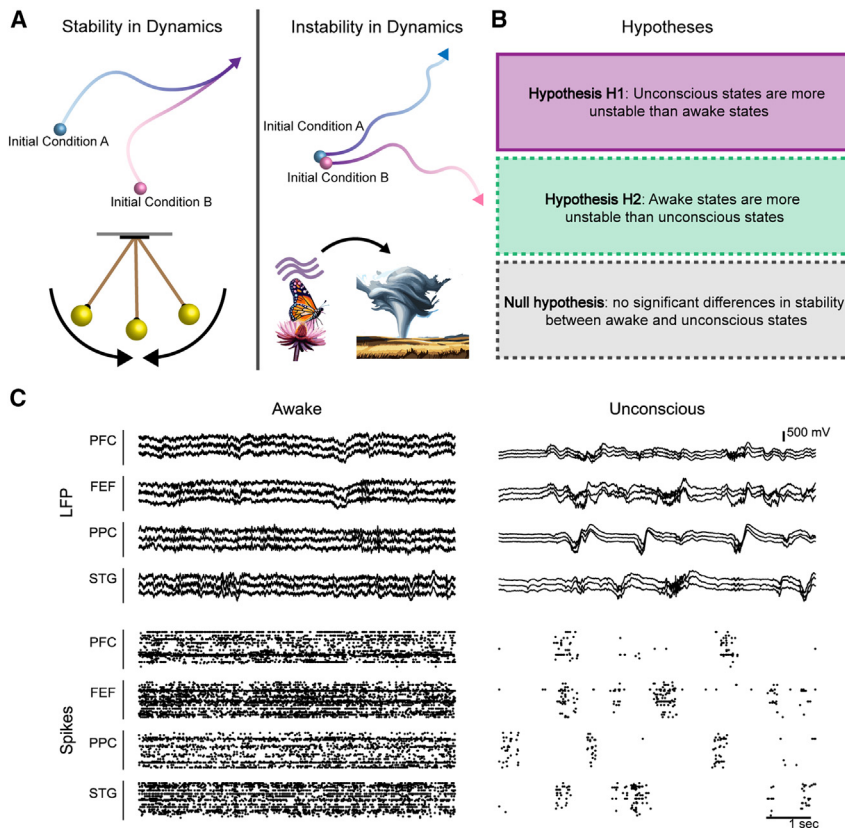 A
Stability in Dynamics
Initial Condition A
Initial Condition B
Instability in Dynamics
Initial Condition A
Initial Condition B
B
Hypotheses
Hypothesis H1: Unconscious states are more
unstable than awake states
Hypothesis H2: Awake states are more
unstable than unconscious states
Null hypothesis: no significant differences in stability
between awake and unconscious states
C
Awake
Unconscious
500 mV
LFP
PFC
FEF
PPC
STG
Spikes
PFC
FEF
PPC
STG
1 sec